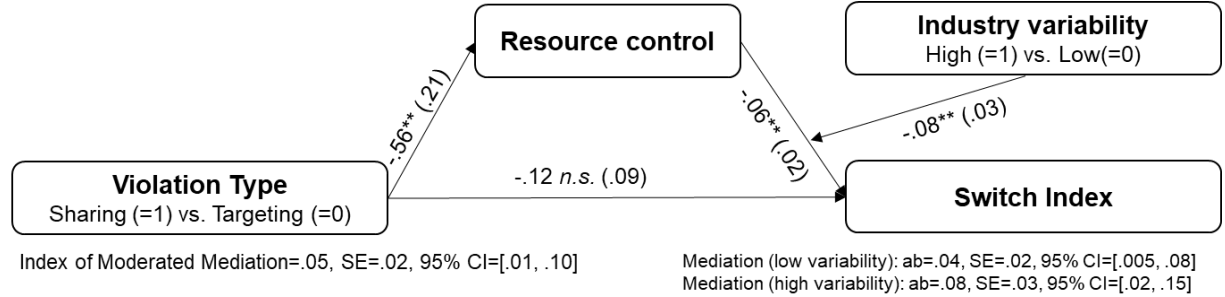 Resource control
Industry variability
High (=1) vs. Low(=0)
-.56** (.21)
-.06** (.02)
-.08** (.03)
Violation Type
Sharing (=1) vs. Targeting (=0)
-.12 n.s. (.09)
Switch Index
Index of Moderated Mediation=.05, SE=.02, 95% CI=[.01, .10]
Mediation (low variability): ab=.04, SE=.02, 95% CI=[.005, .08]
Mediation (high variability): ab=.08, SE=.03, 95% CI=[.02, .15]